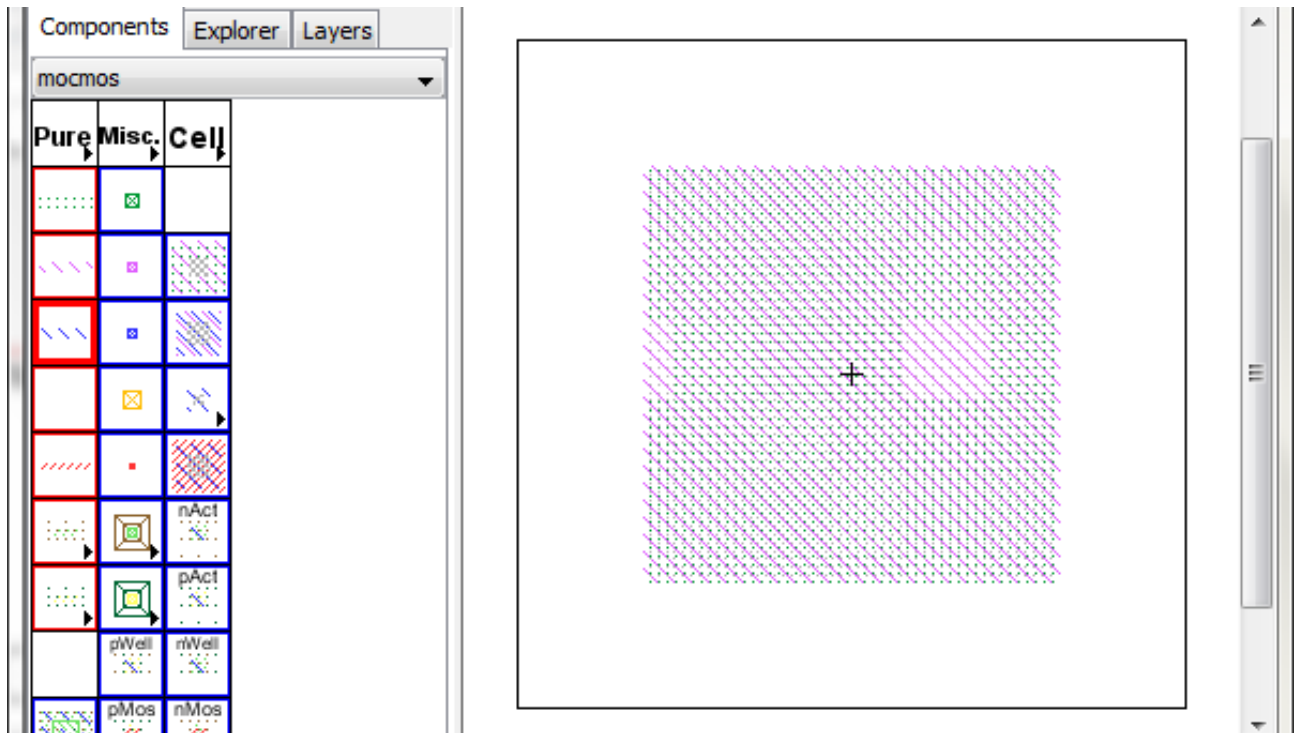 Components Explorer Layers
mocmos
Pure Misc. Cell
nAct
pAct
pWell nWell
pMos nMos